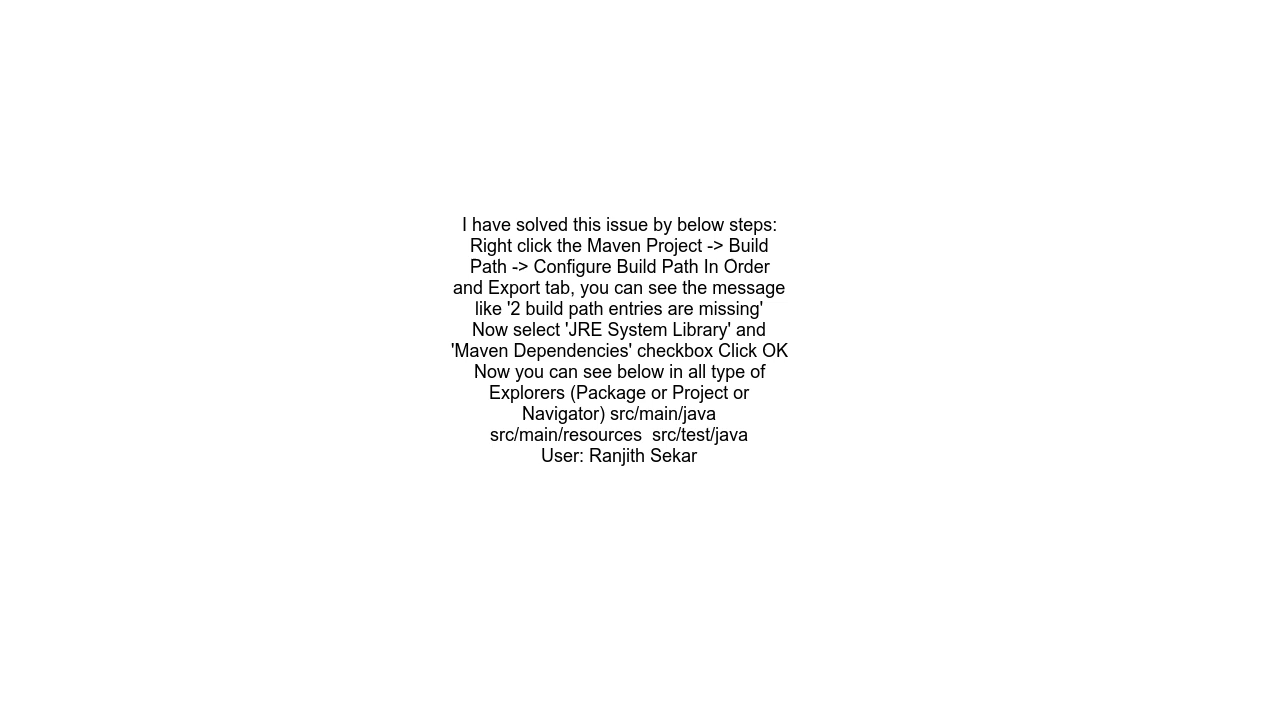 I have solved this issue by below steps:
Right click the Maven Project -> Build
Path -> Configure Build Path In Order
and Export tab, you can see the message
like '2 build path entries are missing'
Now select 'JRE System Library' and
'Maven Dependencies' checkbox Click OK
Now you can see below in all type of
Explorers (Package or Project or
Navigator) src/main/java
src/main/resources  src/test/java
User: Ranjith Sekar